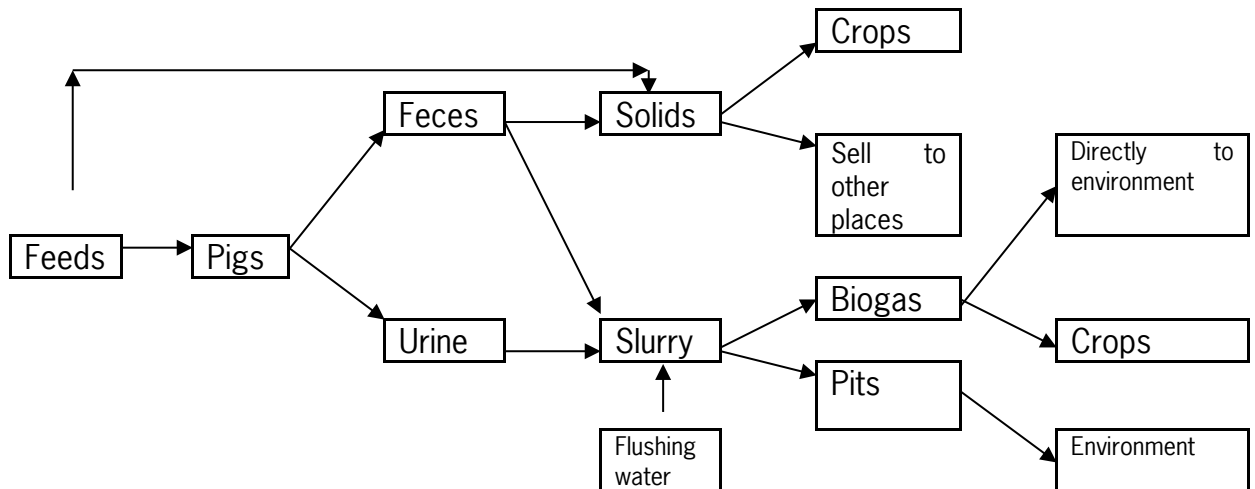 Crops
Feces
Solids
Sell to
other
places
Directly to
environment
Feeds
Pigs
Biogas
Urine
Slurry
Crops
Pits
Flushing
water
Environment